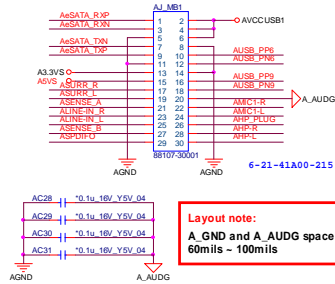 AJ_MB1
AeSATA_RXP 1 2 AVCCUSB1
AeSATA_RXN 3 4
5 6
AeSATA_TXN 7 8
AeSATA_TXP 9 10 AUSB_PP6
11 12 AUSB_PN6
A3.3VS 13 14
A5VS 15 16 AUSB_PP9
ASURR_R 17 18 AUSB_PN9
ASURR_L 19 20 A_AUDG
ASENSE_A 21 22 AMIC1-R
ALINE-IN_R 23 24 AMIC1-L
ALINE-IN_L 25 26 HP_PLUG
ASENSE_B 27 28 AHP-R
ASPDIFO 29 30 AHP-L
88107-30001
AGND AGND
6-21-41A00-215
AC28 *0.1u_16V_Y5V_04
AC29 *0.1u_16V_Y5V_04
AC30 *0.1u_16V_Y5V_04
AC31 *0.1u_16V_Y5V_04
AGND A_AUDG
Layout note:
A_GND and A_AUDG space
60mils ~ 100mils